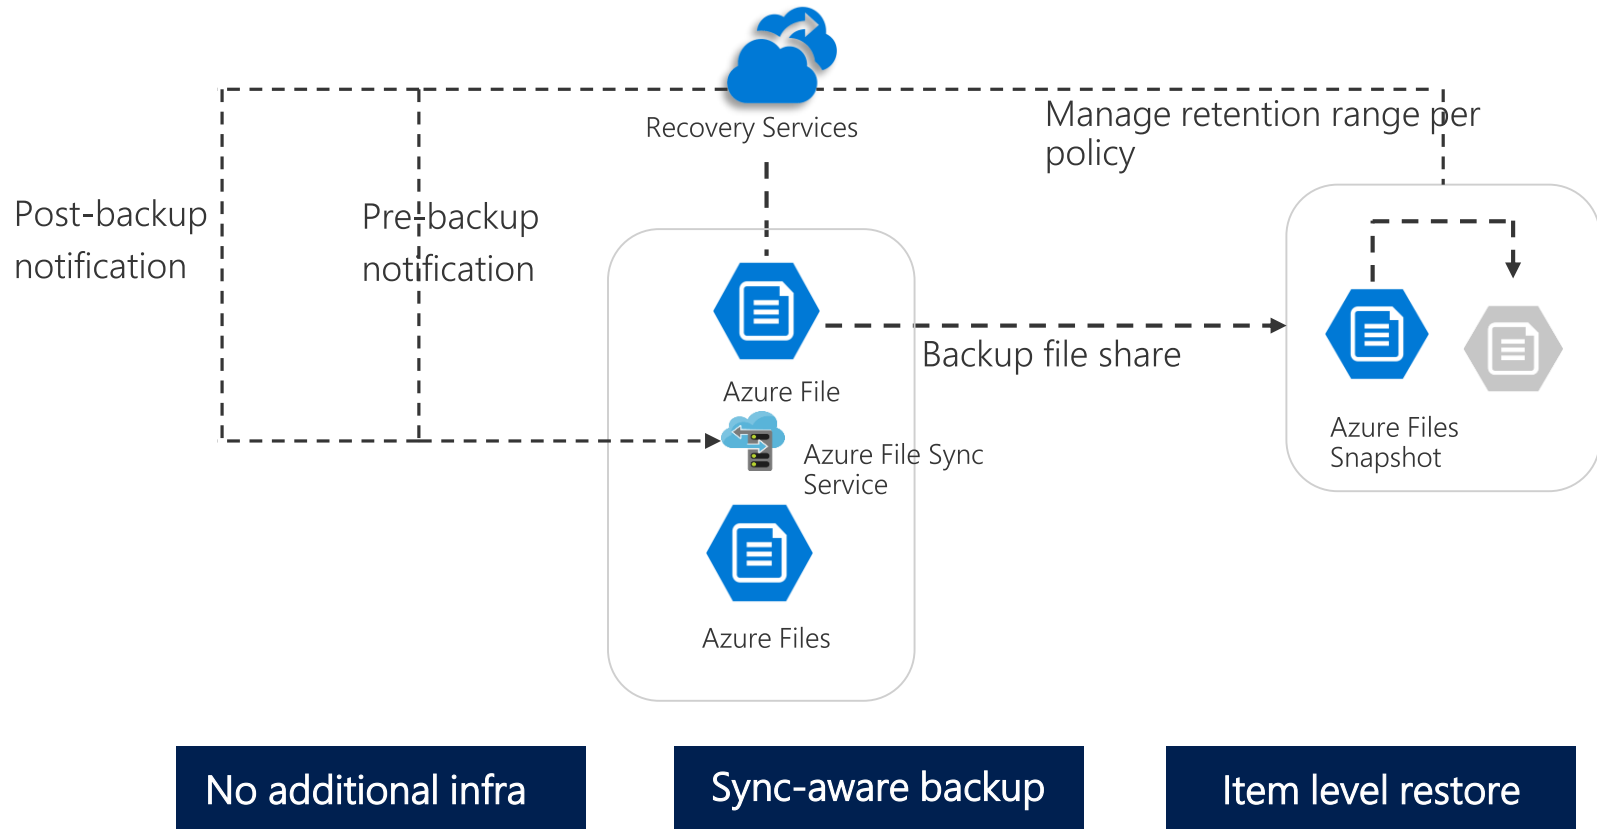 Recovery Services
Manage retention range per
policy
Post-backup
notification
Pre-backup
notification
Azure File
Backup file share
Azure File Sync
Service
Azure Files
Snapshot
Azure Files
No additional infra
Sync-aware backup
Item level restore